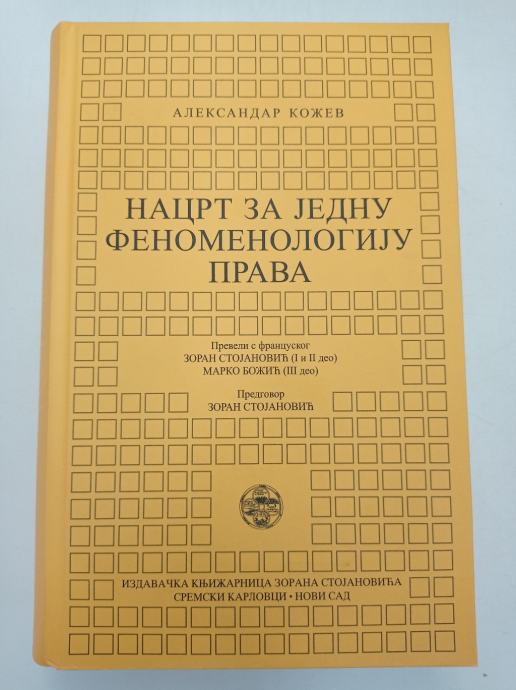 АЛЕКСАНДАР КОЖЕВ
НАЦРТ ЗА ЈЕДНУ
ФЕНОМЕНОЛОГИЈУ
ПРАВА
Превели с француског
ЗОРАН СТОЈАНОВИЋ (I и II део)
МАРКО БОЖИЋ (III део)
Предговор
ЗОРАН СТОЈАНОВИЋ
ИЗДАВАЧКА КЊИЖАРНИЦА ЗОРАНА СТОЈАНОВИЋА
СРЕМСКИ КАРЛОВЦИ • НОВИ САД